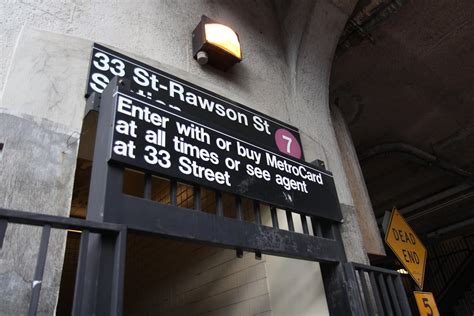 33 St-Rawson St
Station
7
Enter with or buy MetroCard
at all times or see agent
at 33 Street
DEAD
END
5